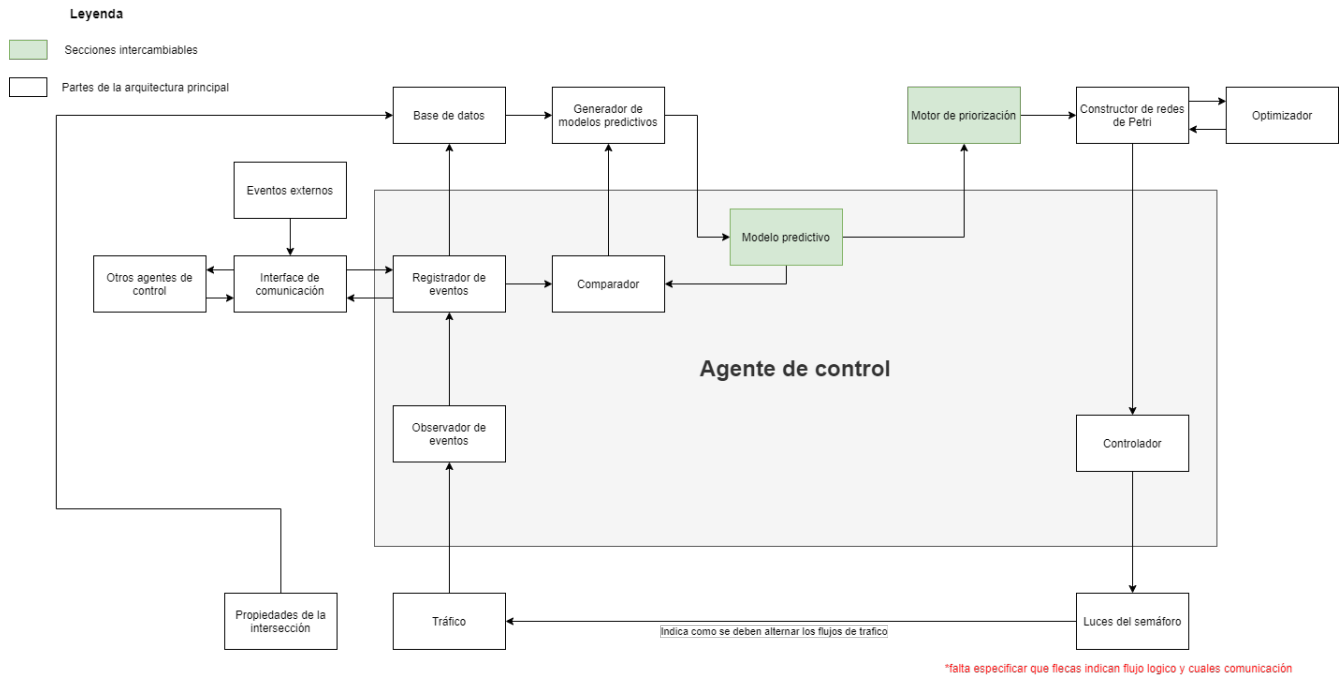 Leyenda
Secciones intercambiables
Partes de la arquitectura principal
Base de datos
Generador de
modelos predictivos
Motor de priorización
Constructor de redes
de Petri
Optimizador
Eventos externos
Modelo predictivo
Otros agentes de
control
Interface de
comunicación
Registrador de
eventos
Comparador
Agente de control
Observador de
eventos
Controlador
Propiedades de la
intersección
Tráfico
Indica como se deben alternar los flujos de trafico
Luces del semáforo
*falta especificar que flecas indican flujo logico y cuales comunicación